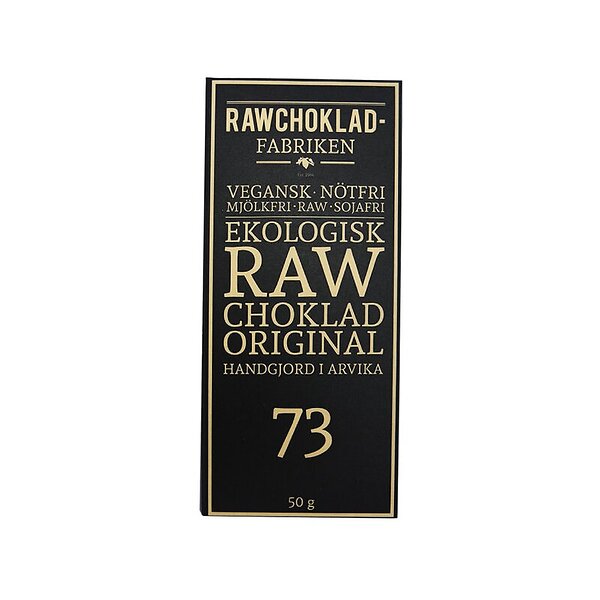 RAWCHOKLAD-
FABRIKEN
VEGANSK · NÖTFRI
MJÖLKFRI · RAW · SOJAFRI
EKOLOGISK
RAW
CHOKLAD
ORIGINAL
HANDGJORD I ARVIKA
73
50 g